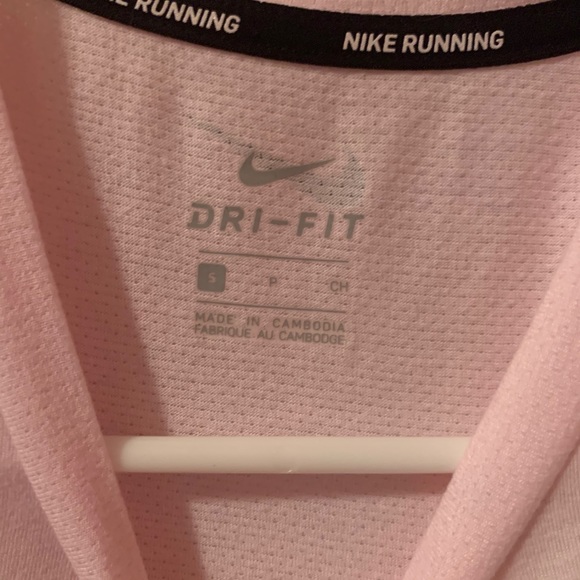 RUNNING
NIKE RUNNING
DRI-FIT
S P CH
MADE IN CAMBODIA
FABRIQUE AU CAMBODGE